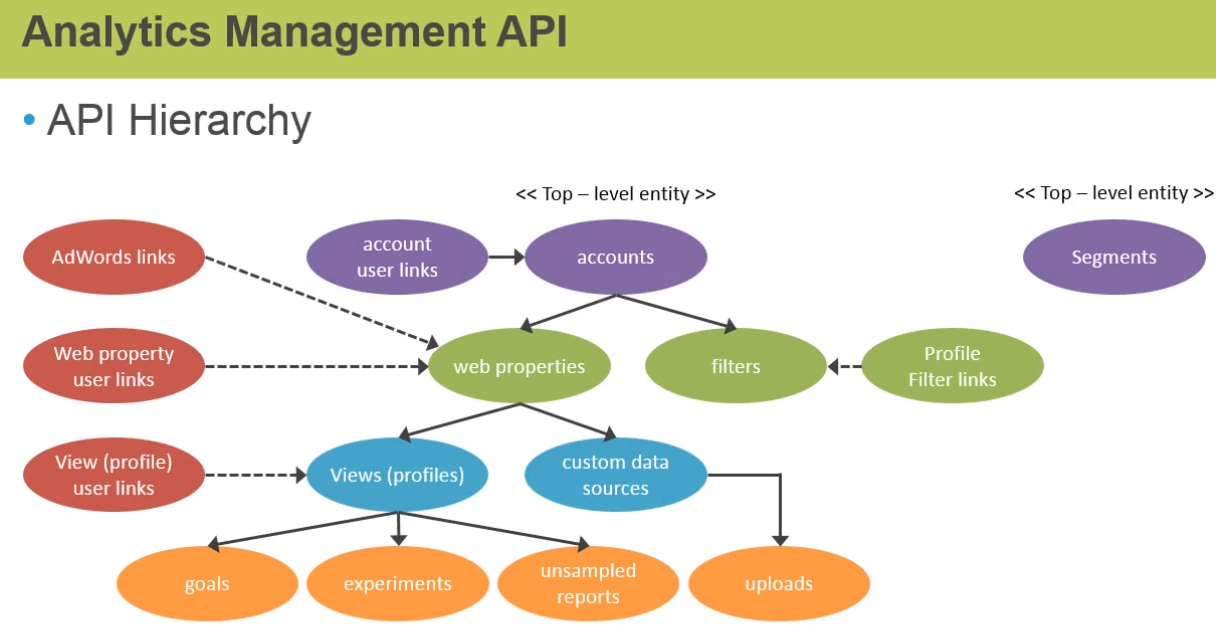 Analytics Management API
• API Hierarchy
<< Top – level entity >>
<< Top – level entity >>
AdWords links
account
user links
accounts
Segments
Web property
user links
web properties
filters
Profile
Filter links
View (profile)
user links
Views (profiles)
custom data
sources
goals
experiments
unsampled
reports
uploads